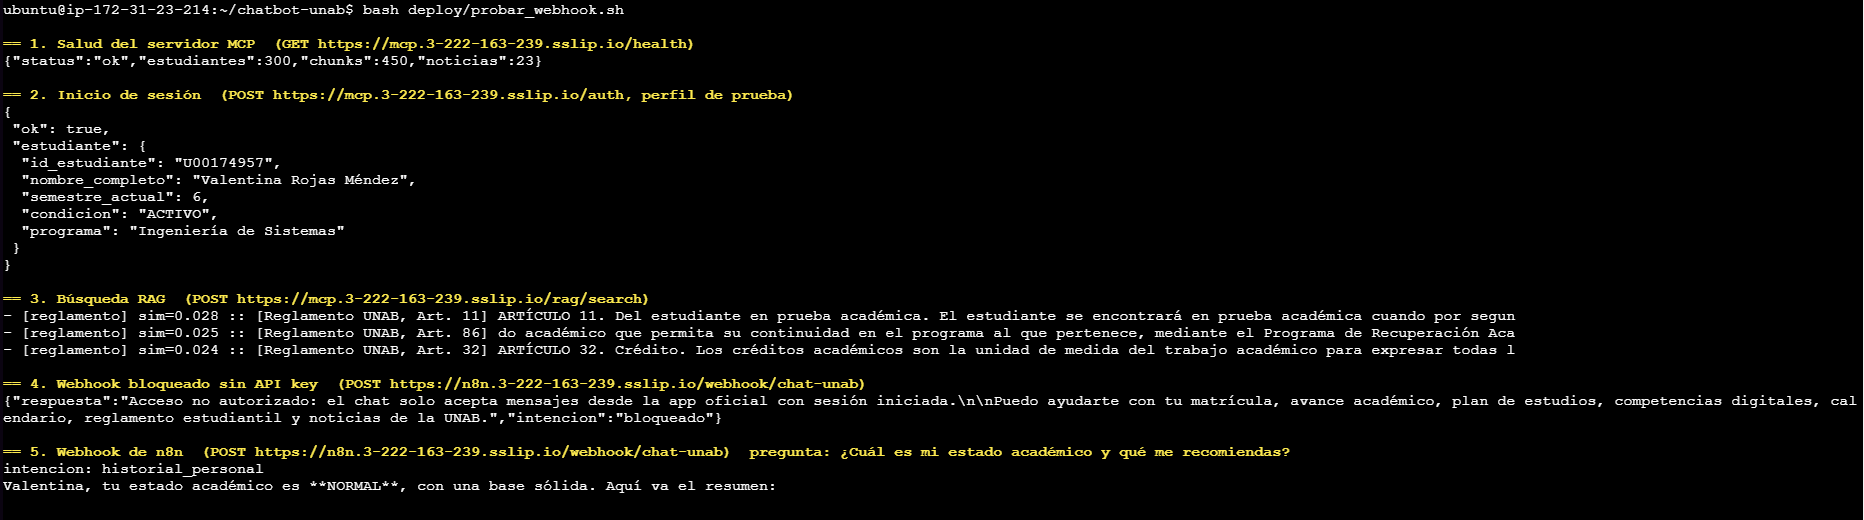 ubuntu@ip-172-31-23-214:~/chatbot-unab$ bash deploy/probar_webhook.sh
== 1. Salud del servidor MCP  (GET https://mcp.3-222-163-239.sslip.io/health)
{"status":"ok","estudiantes":300,"chunks":450,"noticias":23}
== 2. Inicio de sesión  (POST https://mcp.3-222-163-239.sslip.io/auth, perfil de prueba)
{
 "ok": true,
 "estudiante": {
  "id_estudiante": "U00174957",
  "nombre_completo": "Valentina Rojas Méndez",
  "semestre_actual": 6,
  "condicion": "ACTIVO",
  "programa": "Ingeniería de Sistemas"
 }
}
== 3. Búsqueda RAG  (POST https://mcp.3-222-163-239.sslip.io/rag/search)
- [reglamento] sim=0.028 :: [Reglamento UNAB, Art. 11] ARTÍCULO 11. Del estudiante en prueba académica. El estudiante se encontrará en prueba académica cuando por segun
- [reglamento] sim=0.025 :: [Reglamento UNAB, Art. 86] do académico que permita su continuidad en el programa al que pertenece, mediante el Programa de Recuperación Aca
- [reglamento] sim=0.024 :: [Reglamento UNAB, Art. 32] ARTÍCULO 32. Crédito. Los créditos académicos son la unidad de medida del trabajo académico para expresar todas l
== 4. Webhook bloqueado sin API key  (POST https://n8n.3-222-163-239.sslip.io/webhook/chat-unab)
{"respuesta":"Acceso no autorizado: el chat solo acepta mensajes desde la app oficial con sesión iniciada.\n\nPuedo ayudarte con tu matrícula, avance académico, plan de estudios, competencias digitales, cal
endario, reglamento estudiantil y noticias de la UNAB.","intencion":"bloqueado"}
== 5. Webhook de n8n  (POST https://n8n.3-222-163-239.sslip.io/webhook/chat-unab)  pregunta: ¿Cuál es mi estado académico y qué me recomiendas?
intencion: historial_personal
Valentina, tu estado académico es **NORMAL**, con una base sólida. Aquí va el resumen: